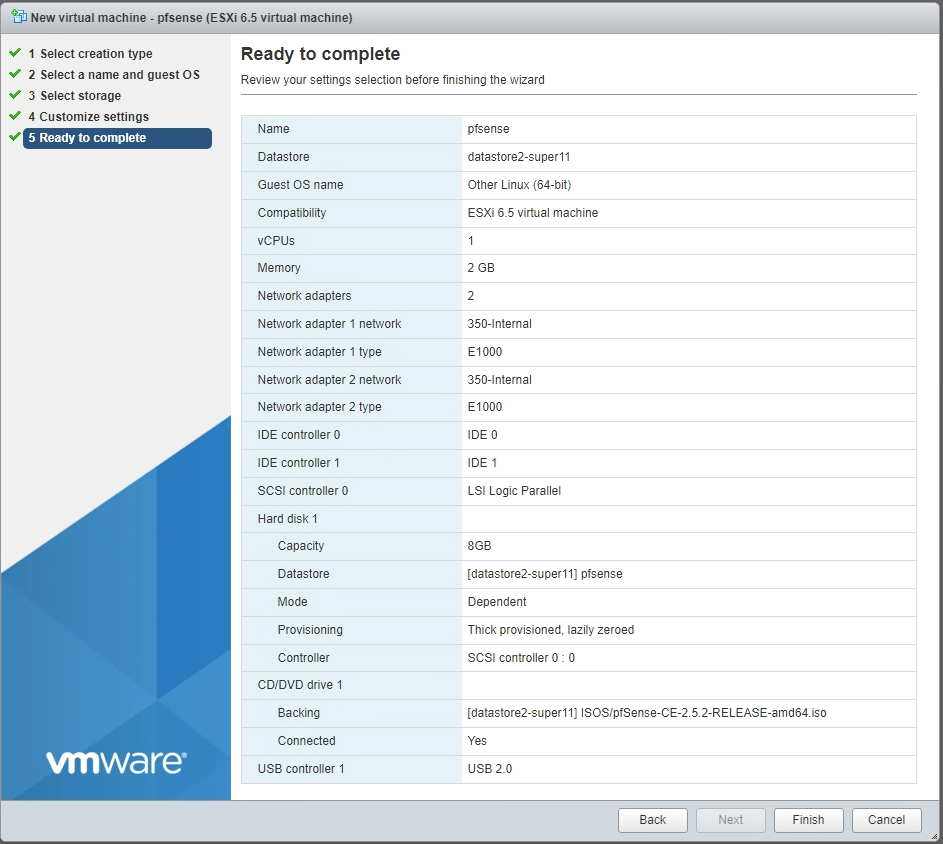 New virtual machine - pfsense (ESXi 6.5 virtual machine)
1 Select creation type
2 Select a name and guest OS
3 Select storage
4 Customize settings
5 Ready to complete
Ready to complete
Review your settings selection before finishing the wizard
Name pfsense
Datastore datastore2-super11
Guest OS name Other Linux (64-bit)
Compatibility ESXi 6.5 virtual machine
vCPUs 1
Memory 2 GB
Network adapters 2
Network adapter 1 network 350-Internal
Network adapter 1 type E1000
Network adapter 2 network 350-Internal
Network adapter 2 type E1000
IDE controller 0 IDE 0
IDE controller 1 IDE 1
SCSI controller 0 LSI Logic Parallel
Hard disk 1
Capacity 8GB
Datastore [datastore2-super11] pfsense
Mode Dependent
Provisioning Thick provisioned, lazily zeroed
Controller SCSI controller 0 : 0
CD/DVD drive 1
Backing [datastore2-super11] ISOS/pfSense-CE-2.5.2-RELEASE-amd64.iso
Connected Yes
USB controller 1 USB 2.0
vmware®
Back Next Finish Cancel